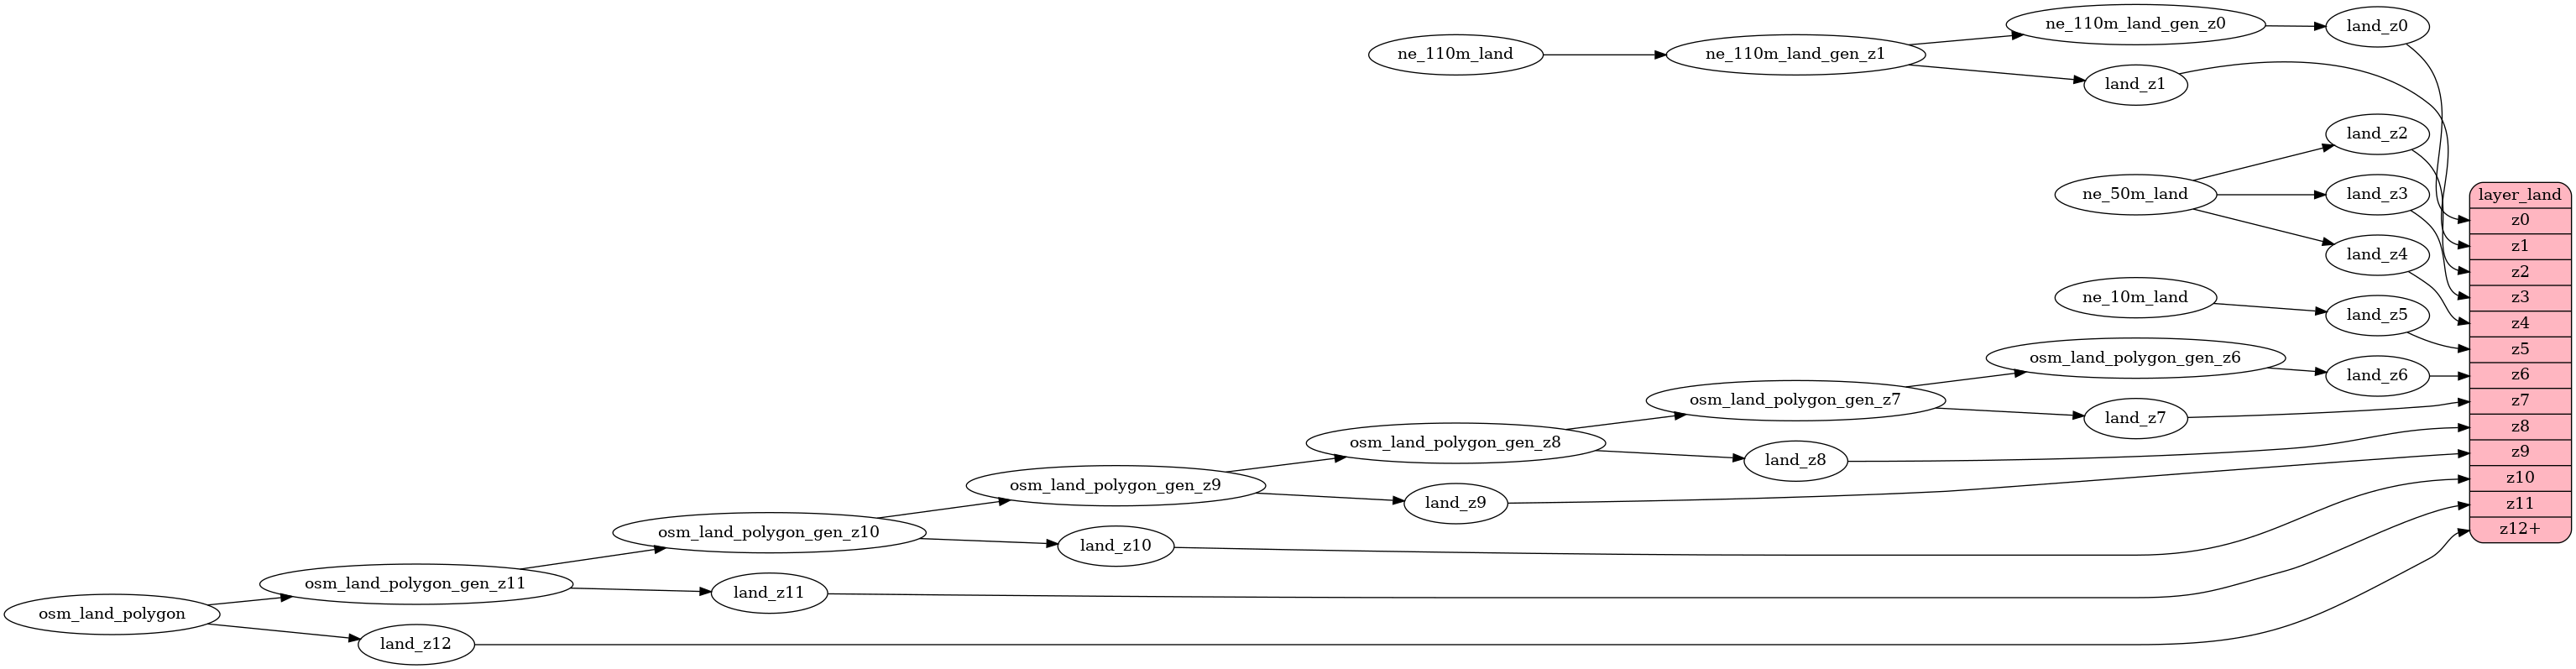 ne_110m_land_gen_z0
land_z0
ne_110m_land
ne_110m_land_gen_z1
land_z1
land_z2
ne_50m_land
land_z3
land_z4
ne_10m_land
land_z5
osm_land_polygon_gen_z6
land_z6
osm_land_polygon_gen_z7
land_z7
osm_land_polygon_gen_z8
land_z8
osm_land_polygon_gen_z9
land_z9
osm_land_polygon_gen_z10
land_z10
osm_land_polygon_gen_z11
land_z11
osm_land_polygon
land_z12
layer_land
z0
z1
z2
z3
z4
z5
z6
z7
z8
z9
z10
z11
z12+